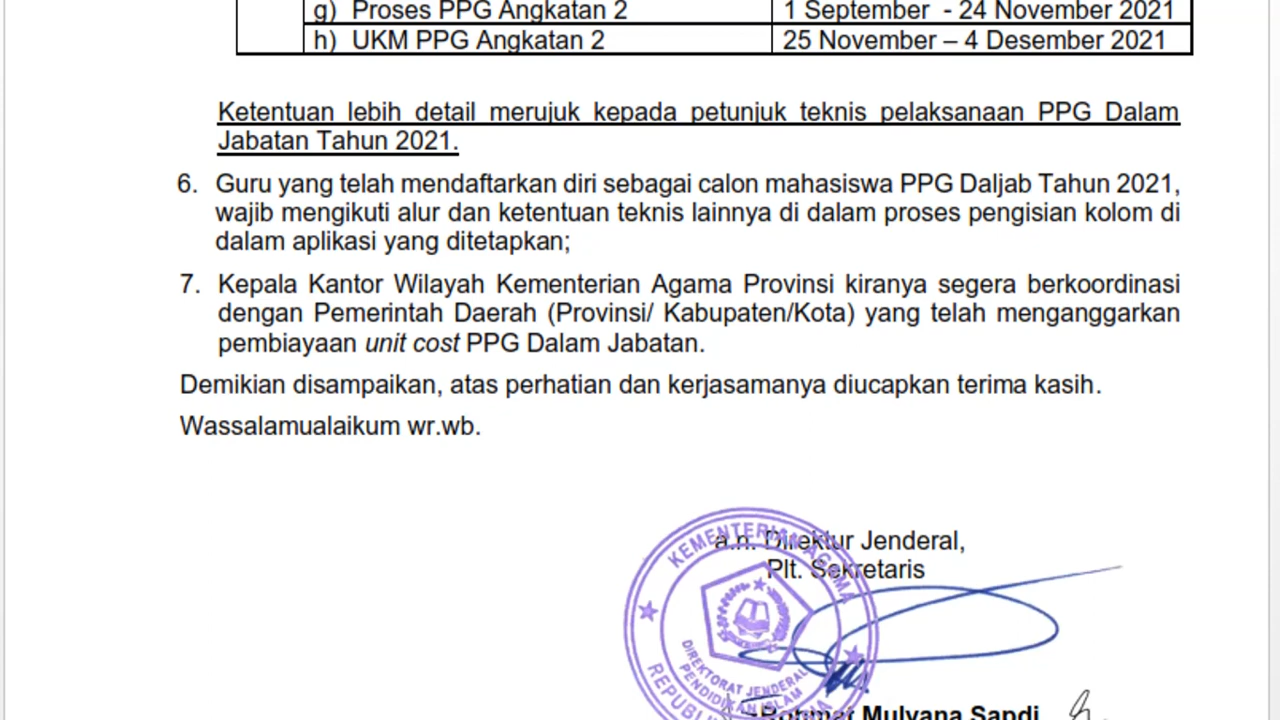 g) Proses PPG Angkatan 2 1 September - 24 November 2021
h) UKM PPG Angkatan 2 25 November – 4 Desember 2021
Ketentuan lebih detail merujuk kepada petunjuk teknis pelaksanaan PPG Dalam
Jabatan Tahun 2021.
6. Guru yang telah mendaftarkan diri sebagai calon mahasiswa PPG Daljab Tahun 2021,
wajib mengikuti alur dan ketentuan teknis lainnya di dalam proses pengisian kolom di
dalam aplikasi yang ditetapkan;
7. Kepala Kantor Wilayah Kementerian Agama Provinsi kiranya segera berkoordinasi
dengan Pemerintah Daerah (Provinsi/ Kabupaten/Kota) yang telah menganggarkan
pembiayaan unit cost PPG Dalam Jabatan.
Demikian disampaikan, atas perhatian dan kerjasamanya diucapkan terima kasih.
Wassalamualaikum wr.wb.
a.n. Direktur Jenderal,
Plt. Sekretaris
KEMENTERIAN AGAMA
DIREKTORAT JENDERAL
PENDIDIKAN ISLAM
Rohmat Mulyana Sapdi